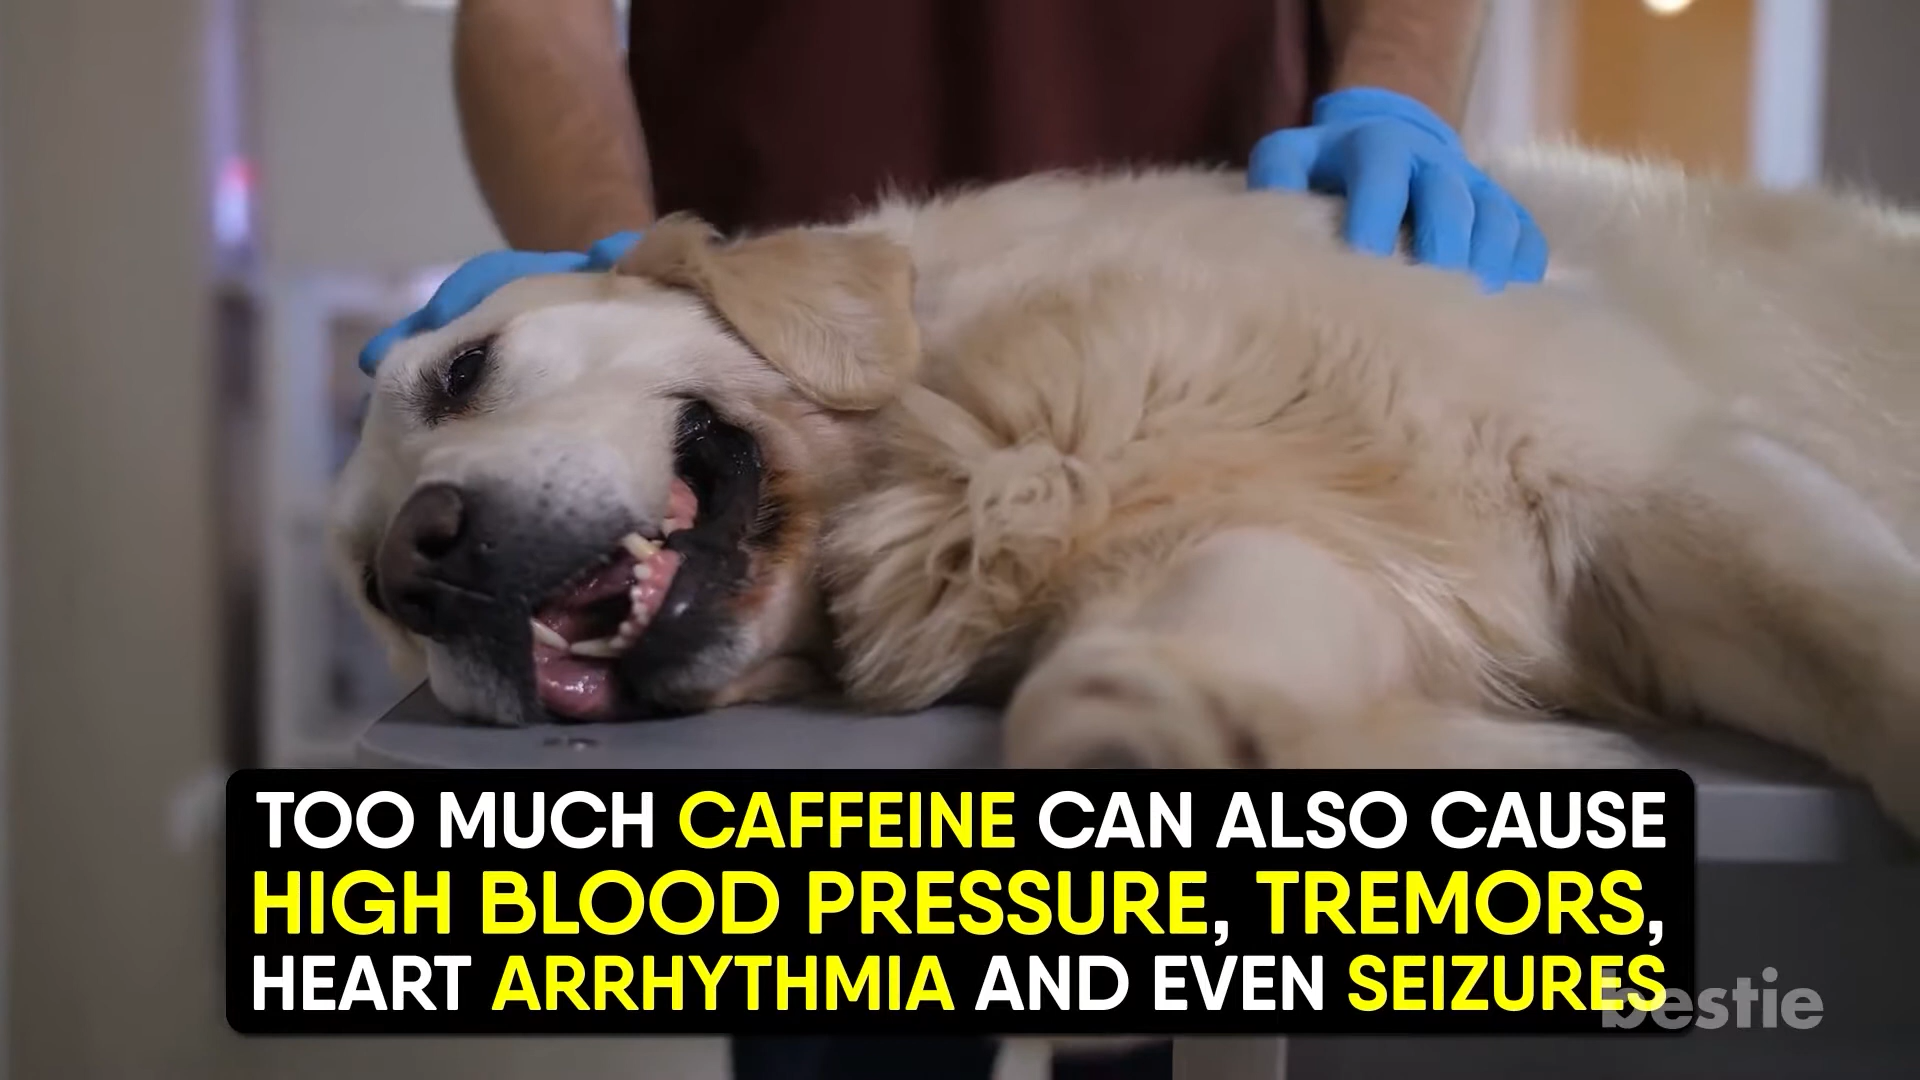 TOO MUCH CAFFEINE CAN ALSO CAUSE
HIGH BLOOD PRESSURE, TREMORS,
HEART ARRHYTHMIA AND EVEN SEIZURES
bestie